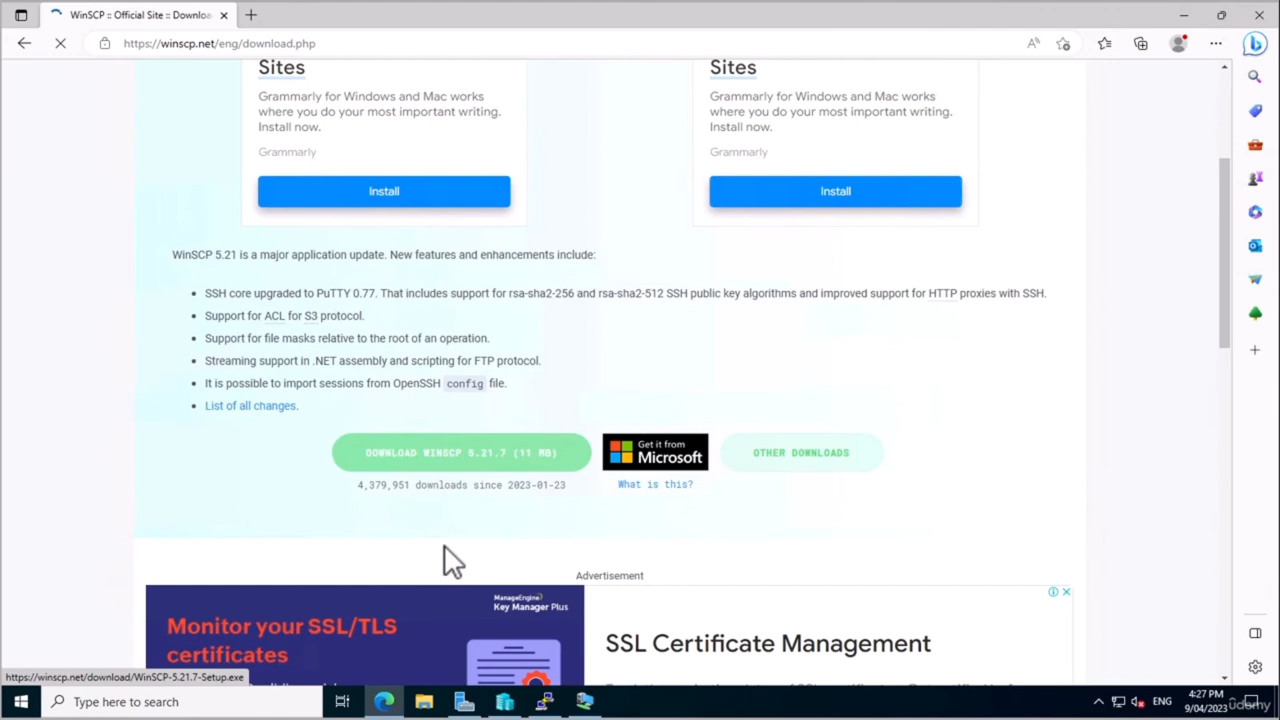 WinSCP :: Official Site :: Downloa
https://winscp.net/eng/download.php
Sites
Grammarly for Windows and Mac works
where you do your most important writing.
Install now.
Grammarly
Install
Sites
Grammarly for Windows and Mac works
where you do your most important writing.
Install now.
Grammarly
Install
WinSCP 5.21 is a major application update. New features and enhancements include:
SSH core upgraded to PuTTY 0.77. That includes support for rsa-sha2-256 and rsa-sha2-512 SSH public key algorithms and improved support for HTTP proxies with SSH.
Support for ACL for S3 protocol.
Support for file masks relative to the root of an operation.
Streaming support in .NET assembly and scripting for FTP protocol.
It is possible to import sessions from OpenSSH config file.
List of all changes.
DOWNLOAD WINSCP 5.21.7 (11 MB)
4,379,951 downloads since 2023-01-23
Get it from
Microsoft
What is this?
OTHER DOWNLOADS
Advertisement
ManageEngine
Key Manager Plus
Monitor your SSL/TLS
certificates
SSL Certificate Management
https://winscp.net/download/WinSCP-5.21.7-Setup.exe
Type here to search
ENG
4:27 PM
9/04/2023
udemy